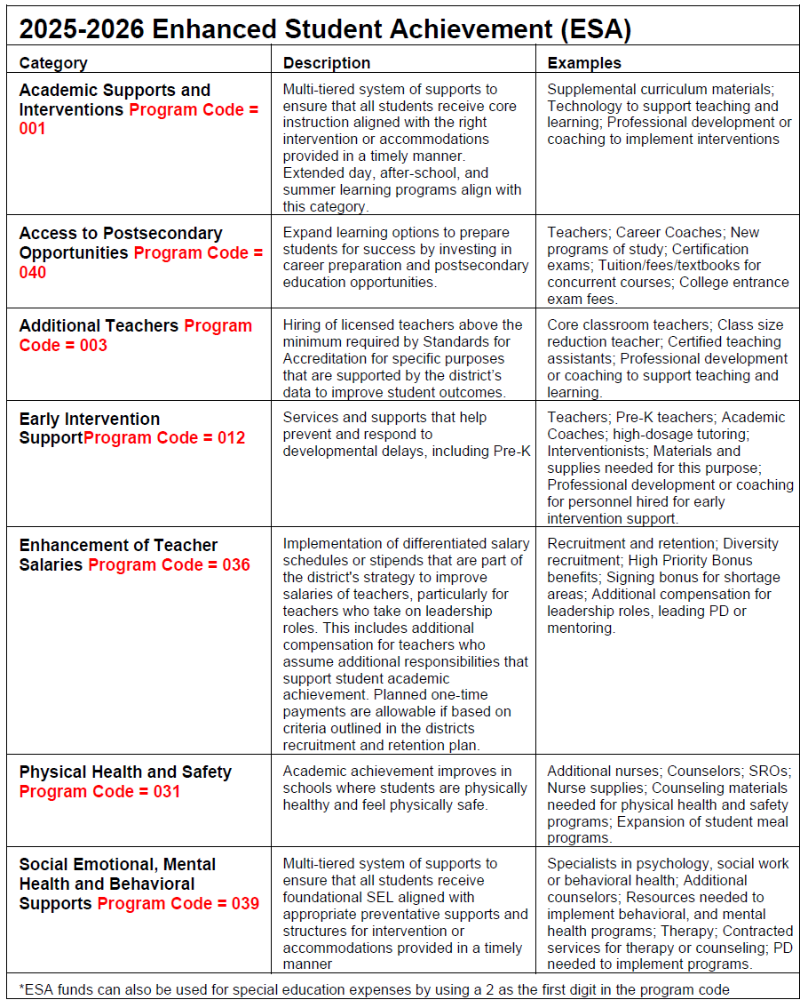 2025-2026 Enhanced Student Achievement (ESA)
Category
Description
Examples
Academic Supports and
Interventions Program Code =
001
Multi-tiered system of supports to
ensure that all students receive core
instruction aligned with the right
intervention or accommodations
provided in a timely manner.
Extended day, after-school, and
summer learning programs align with
this category.
Supplemental curriculum materials;
Technology to support teaching and
learning; Professional development or
coaching to implement interventions
Access to Postsecondary
Opportunities Program Code =
040
Expand learning options to prepare
students for success by investing in
career preparation and postsecondary
education opportunities.
Teachers; Career Coaches; New
programs of study; Certification
exams; Tuition/fees/textbooks for
concurrent courses; College entrance
exam fees.
Additional Teachers Program
Code = 003
Hiring of licensed teachers above the
minimum required by Standards for
Accreditation for specific purposes
that are supported by the district's
data to improve student outcomes.
Core classroom teachers; Class size
reduction teacher; Certified teaching
assistants; Professional development
or coaching to support teaching and
learning.
Early Intervention
SupportProgram Code = 012
Services and supports that help
prevent and respond to
developmental delays, including Pre-K
Teachers; Pre-K teachers; Academic
Coaches; high-dosage tutoring;
Interventionists; Materials and
supplies needed for this purpose;
Professional development or coaching
for personnel hired for early
intervention support.
Enhancement of Teacher
Salaries Program Code = 036
Implementation of differentiated salary
schedules or stipends that are part of
the district's strategy to improve
salaries of teachers, particularly for
teachers who take on leadership
roles. This includes additional
compensation for teachers who
assume additional responsibilities that
support student academic
achievement. Planned one-time
payments are allowable if based on
criteria outlined in the districts
recruitment and retention plan.
Recruitment and retention; Diversity
recruitment; High Priority Bonus
benefits; Signing bonus for shortage
areas; Additional compensation for
leadership roles, leading PD or
mentoring.
Physical Health and Safety
Program Code = 031
Academic achievement improves in
schools where students are physically
healthy and feel physically safe.
Additional nurses; Counselors; SROs;
Nurse supplies; Counseling materials
needed for physical health and safety
programs; Expansion of student meal
programs.
Social Emotional, Mental
Health and Behavioral
Supports Program Code = 039
Multi-tiered system of supports to
ensure that all students receive
foundational SEL aligned with
appropriate preventative supports and
structures for intervention or
accommodations provided in a timely
manner
Specialists in psychology, social work
or behavioral health; Additional
counselors; Resources needed to
implement behavioral, and mental
health programs; Therapy; Contracted
services for therapy or counseling; PD
needed to implement programs.
*ESA funds can also be used for special education expenses by using a 2 as the first digit in the program code